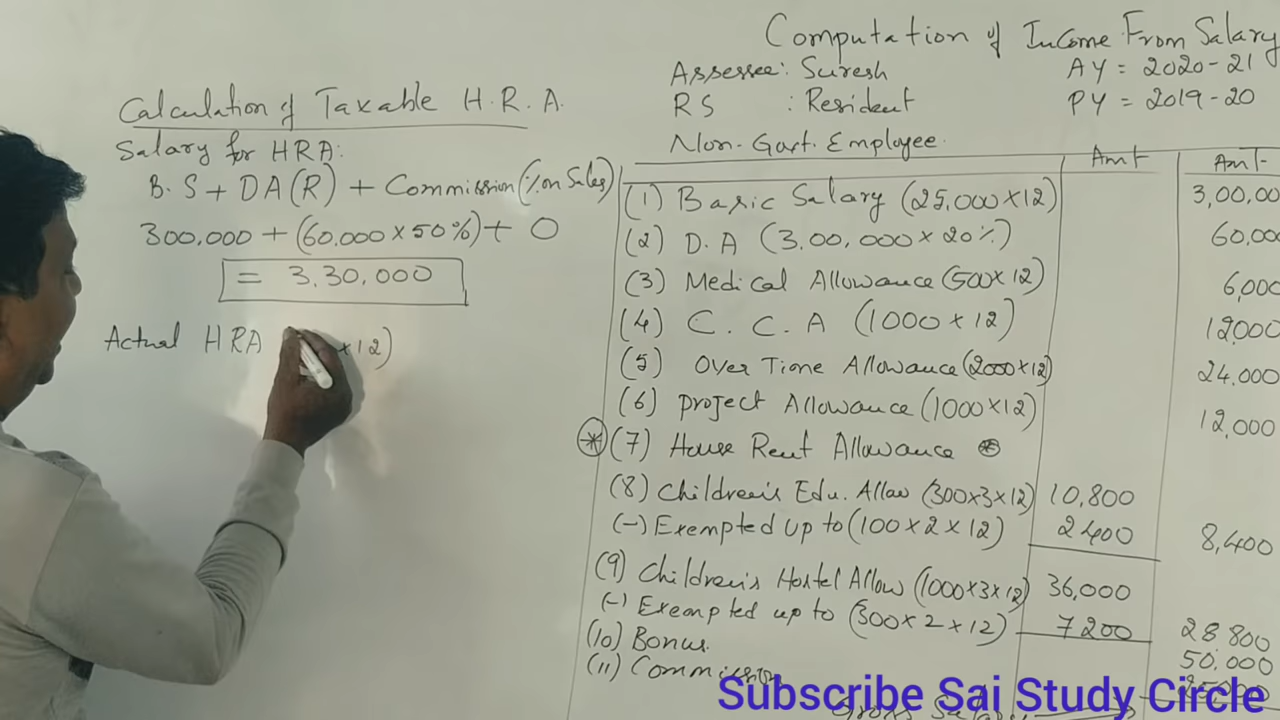 Calculation of Taxable H.R.A.
Salary for HRA:
B.S + DA(R) + Commission (% on Sales)
300,000 + (60,000 × 50%) + 0
= 3,30,000
Actual HRA ×12)
Computation of Income From Salary
Assessee: Suresh AY = 2020-21
RS : Resident PY = 2019-20
Non-Govt. Employee.
Amt Amt
(1) Basic Salary (25,000×12) 3,00,00
(2) D.A (3,00,000×20%) 60,000
(3) Medical Allowance (500×12) 6,000
(4) C.C.A (1000×12) 12,000
(5) Over Time Allowance (2000×12) 24,000
(6) Project Allowance (1000×12) 12,000
(7) House Rent Allowance
(8) Children's Edu. Allow (300×3×12) 10,800
(-) Exempted up to (100×2×12) 2400 8,400
(9) Children's Hostel Allow (1000×3×12) 36,000
(-) Exempted up to (300×2×12) 7200 28,800
(10) Bonus. 50,000
(11) Commission
Gross Salary
Subscribe Sai Study Circle